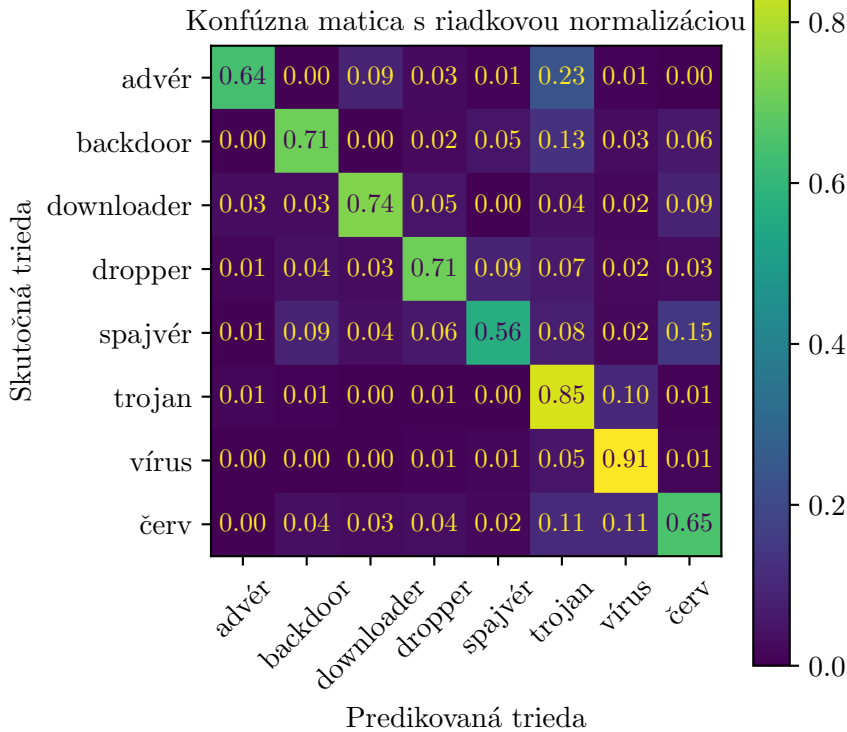 Konfúzna matica s riadkovou normalizáciou
Skutočná trieda
advér 0.64 0.00 0.09 0.03 0.01 0.23 0.01 0.00
backdoor 0.00 0.71 0.00 0.02 0.05 0.13 0.03 0.06
downloader 0.03 0.03 0.74 0.05 0.00 0.04 0.02 0.09
dropper 0.01 0.04 0.03 0.71 0.09 0.07 0.02 0.03
spajvér 0.01 0.09 0.04 0.06 0.56 0.08 0.02 0.15
trojan 0.01 0.01 0.00 0.01 0.00 0.85 0.10 0.01
vírus 0.00 0.00 0.00 0.01 0.01 0.05 0.91 0.01
červ 0.00 0.04 0.03 0.04 0.02 0.11 0.11 0.65
advér backdoor downloader dropper spajvér trojan vírus červ
Predikovaná trieda
0.8
0.6
0.4
0.2
0.0